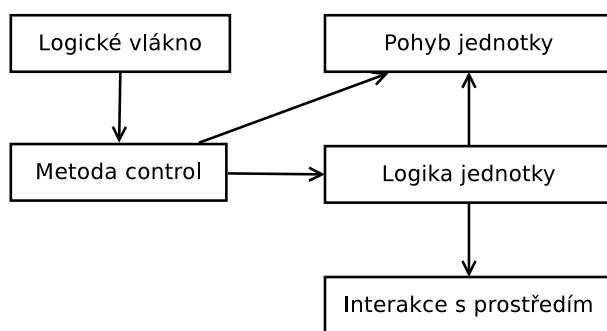 Logické vlákno
Pohyb jednotky
Metoda control
Logika jednotky
Interakce s prostředím